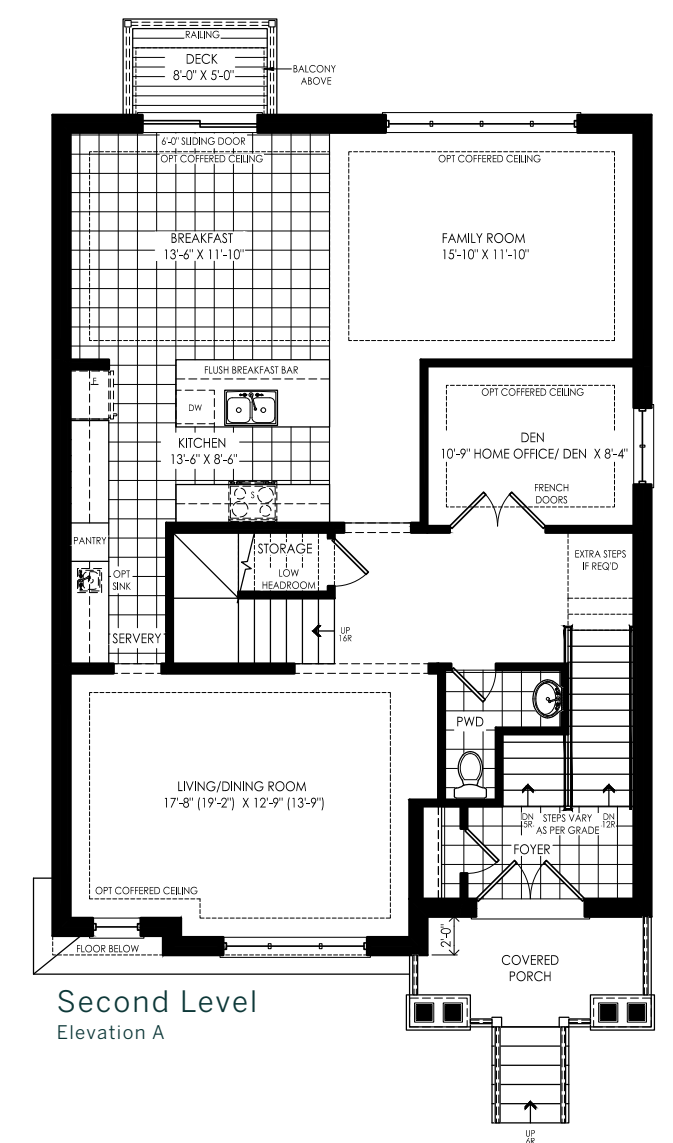 RAILING
DECK
8'-0" X 5'-0"
BALCONY
ABOVE
6'-0" SLIDING DOOR
OPT COFFERED CEILING
OPT COFFERED CEILING
BREAKFAST
13'-6" X 11'-10"
FAMILY ROOM
15'-10" X 11'-10"
FLUSH BREAKFAST BAR
F
DW
OPT COFFERED CEILING
KITCHEN
13'-6" X 8'-6"
DEN
10'-9" HOME OFFICE/ DEN X 8'-4"
FRENCH
DOORS
S
PANTRY
OPT
SINK
STORAGE
LOW
HEADROOM
EXTRA STEPS
IF REQ'D
SERVERY
UP
16R
PWD
LIVING/DINING ROOM
17'-8" (19'-2") X 12'-9" (13'-9")
DN
5R
STEPS VARY
AS PER GRADE
DN
12R
FOYER
OPT COFFERED CEILING
FLOOR BELOW
2'-0"
COVERED
PORCH
Second Level
Elevation A
UP
6R